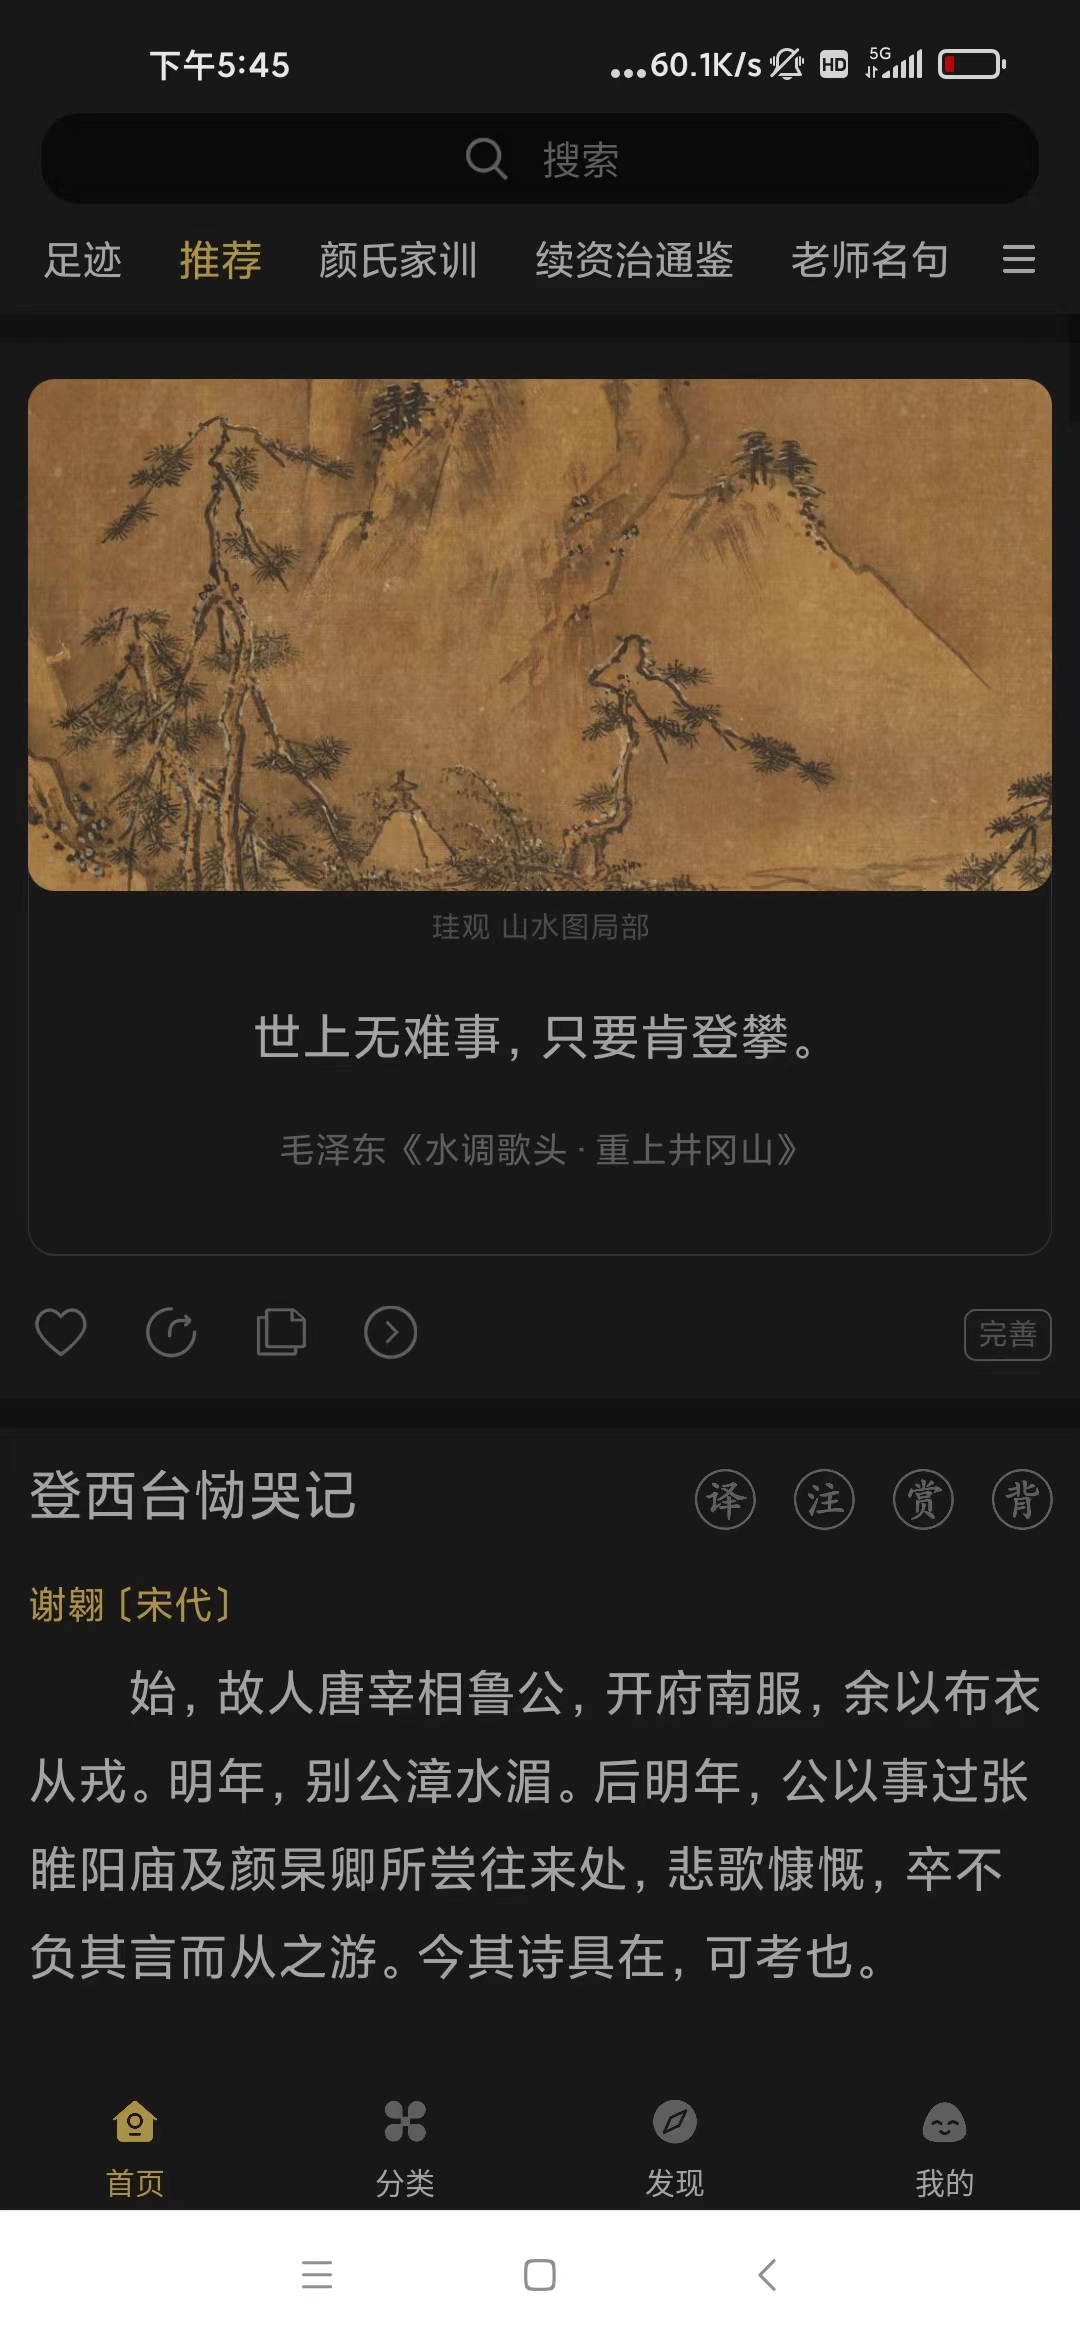 下午5:45
...60.1K/s HD 5G
搜索
足迹 推荐 颜氏家训 续资治通鉴 老师名句
珪观 山水图局部
世上无难事，只要肯登攀。
毛泽东《水调歌头·重上井冈山》
完善
登西台恸哭记 译 注 赏 背
谢翱〔宋代〕
始，故人唐宰相鲁公，开府南服，余以布衣
从戎。明年，别公漳水湄。后明年，公以事过张
睢阳庙及颜杲卿所尝往来处，悲歌慷慨，卒不
负其言而从之游。今其诗具在，可考也。
首页 分类 发现 我的